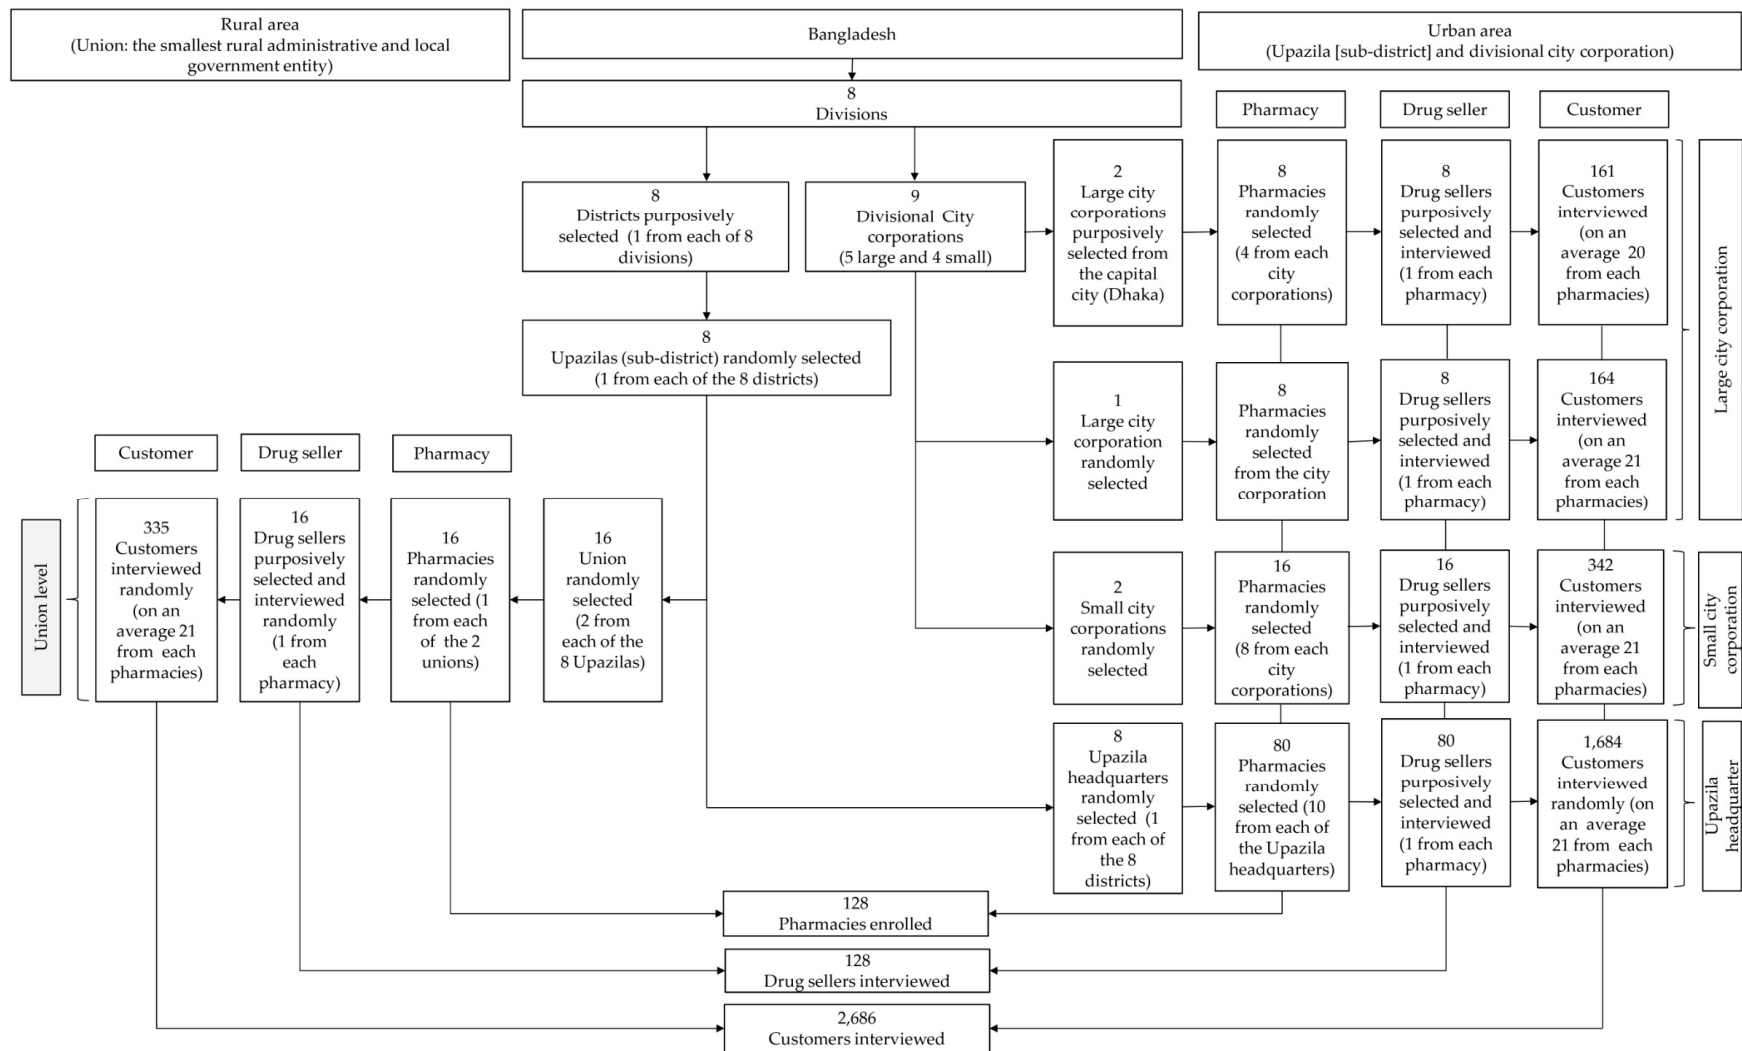 Rural area
(Union: the smallest rural administrative and local
government entity)
Bangladesh
Urban area
(Upazila [sub-district] and divisional city corporation)
8
Divisions
Pharmacy
Drug seller
Customer
8
Districts purposively
selected (1 from each of 8
divisions)
9
Divisional City
corporations
(5 large and 4 small)
2
Large city
corporations
purposively
selected from
the capital
city (Dhaka)
8
Pharmacies
randomly
selected
(4 from each
city
corporations)
8
Drug sellers
purposively
selected and
interviewed
(1 from each
pharmacy)
161
Customers
interviewed
(on an
average 20
from each
pharmacies)
Large city corporation
8
Upazilas (sub-district) randomly selected
(1 from each of the 8 districts)
1
Large city
corporation
randomly
selected
8
Pharmacies
randomly
selected
from the city
corporation
8
Drug sellers
purposively
selected and
interviewed
(1 from each
pharmacy)
164
Customers
interviewed
(on an
average 21
from each
pharmacies)
Customer
Drug seller
Pharmacy
Union level
335
Customers
interviewed
randomly
(on an
average 21
from each
pharmacies)
16
Drug sellers
purposively
selected and
interviewed
randomly
(1 from
each
pharmacy)
16
Pharmacies
randomly
selected (1
from each
of the 2
unions)
16
Union
randomly
selected
(2 from
each of the
8 Upazilas)
2
Small city
corporations
randomly
selected
16
Pharmacies
randomly
selected
(8 from each
city
corporations)
16
Drug sellers
purposively
selected and
interviewed
(1 from each
pharmacy)
342
Customers
interviewed
(on an
average 21
from each
pharmacies)
Small city
corporation
8
Upazila
headquarters
randomly
selected (1
from each of
the 8
districts)
80
Pharmacies
randomly
selected (10
from each of
the Upazila
headquarters)
80
Drug sellers
purposively
selected and
interviewed
(1 from each
pharmacy)
1,684
Customers
interviewed
randomly (on
an average
21 from each
pharmacies)
Upazila
headquarter
128
Pharmacies enrolled
128
Drug sellers interviewed
2,686
Customers interviewed